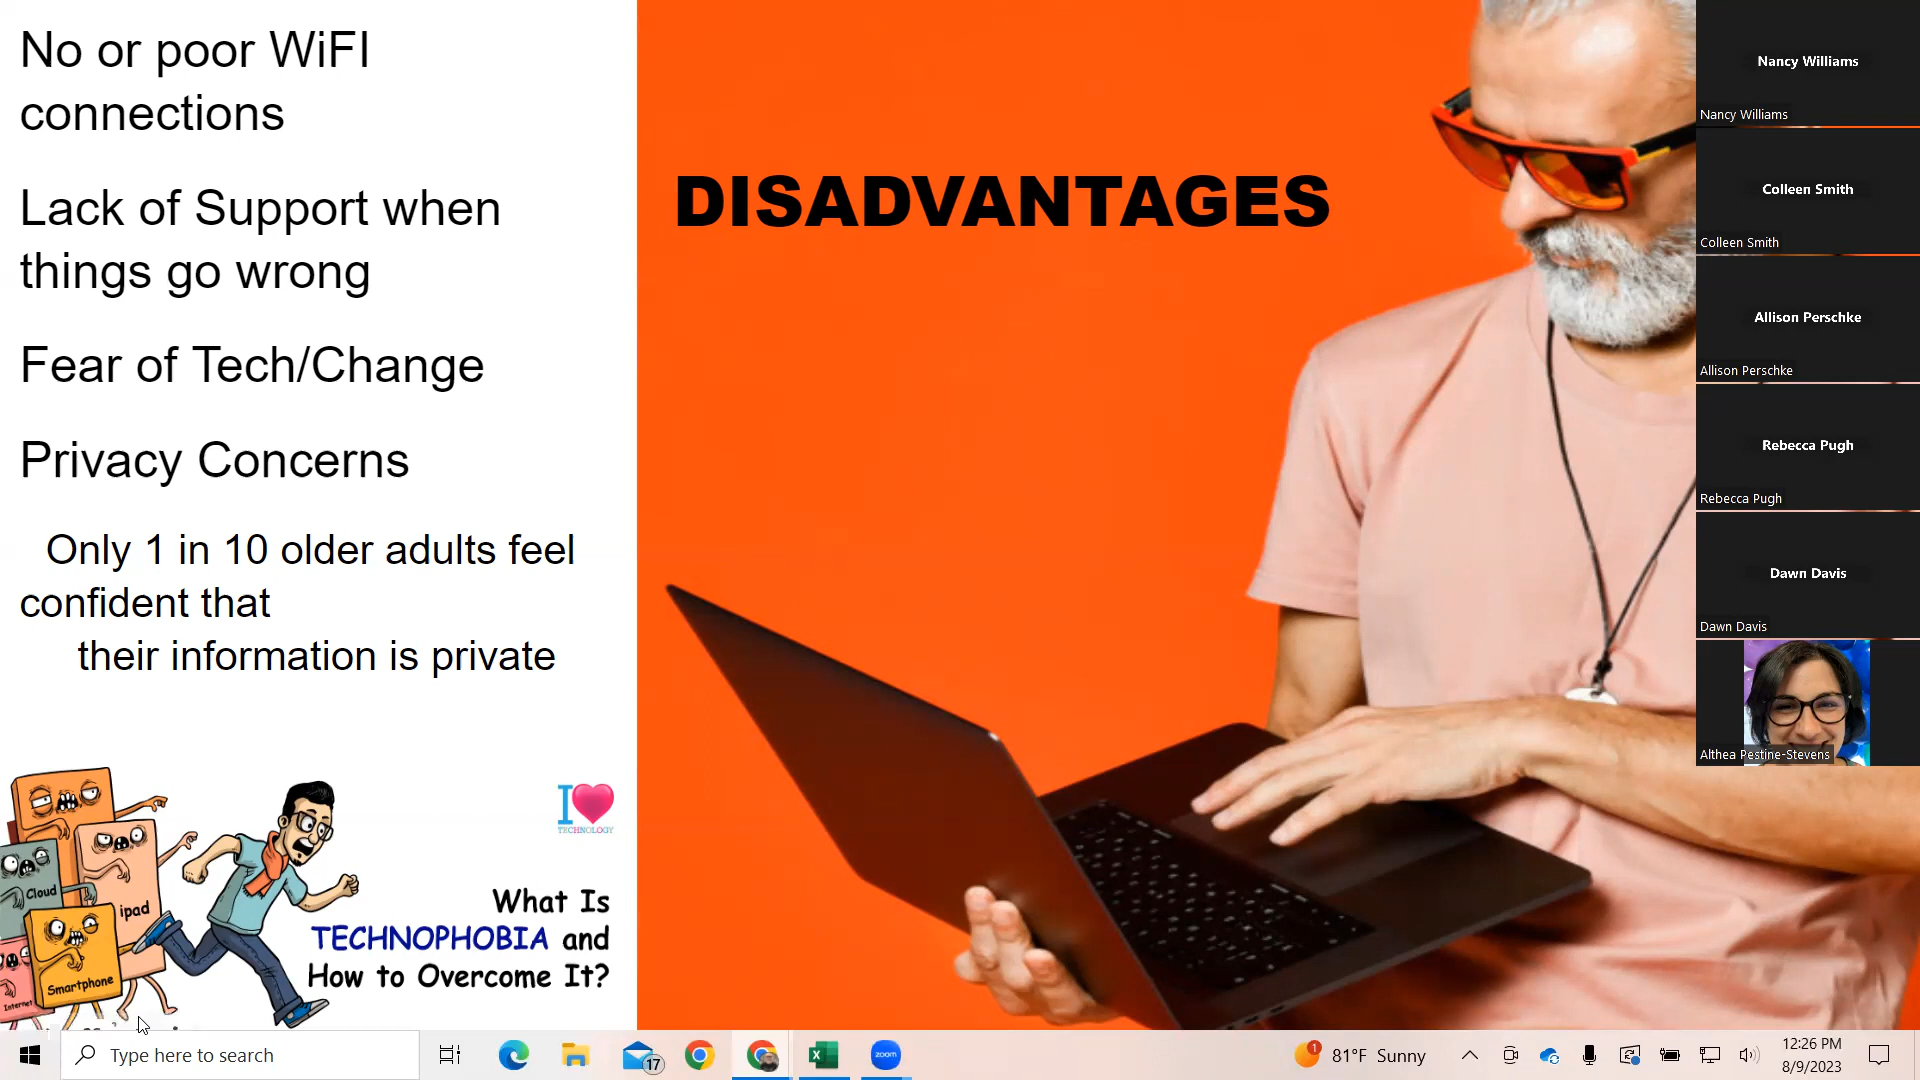 No or poor WiFI
connections
Lack of Support when
things go wrong
Fear of Tech/Change
Privacy Concerns
Only 1 in 10 older adults feel
confident that
their information is private
DISADVANTAGES
I
TECHNOLOGY
Cloud
ipad
Smartphone
Internet
What Is
TECHNOPHOBIA and
How to Overcome It?
Nancy Williams
Nancy Williams
Colleen Smith
Colleen Smith
Allison Perschke
Allison Perschke
Rebecca Pugh
Rebecca Pugh
Dawn Davis
Dawn Davis
Althea Pestine-Stevens
Type here to search
17
zoom
1
81°F Sunny
12:26 PM
8/9/2023